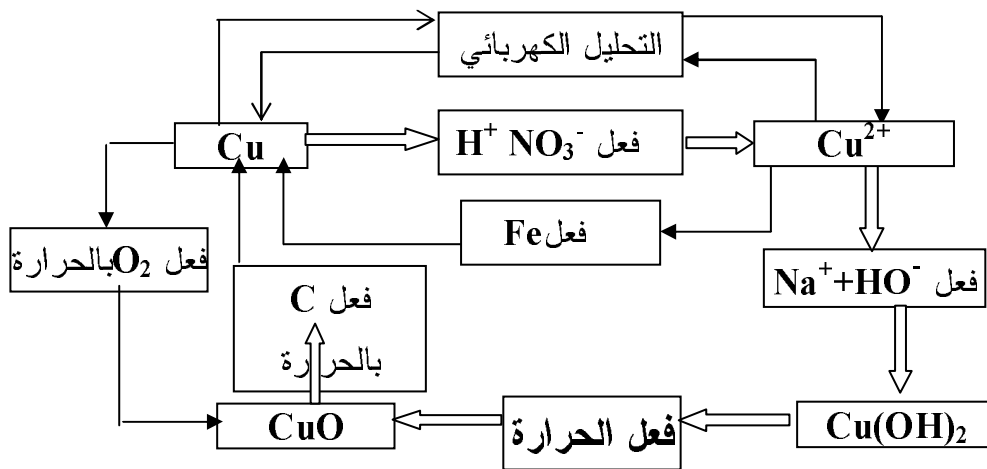 التحليل الكهربائي
Cu
فعل H⁺ NO₃⁻
Cu²⁺
فعل Fe
فعل O₂ بالحرارة
فعل C
بالحرارة
فعل Na⁺+HO⁻
CuO
فعل الحرارة
Cu(OH)₂